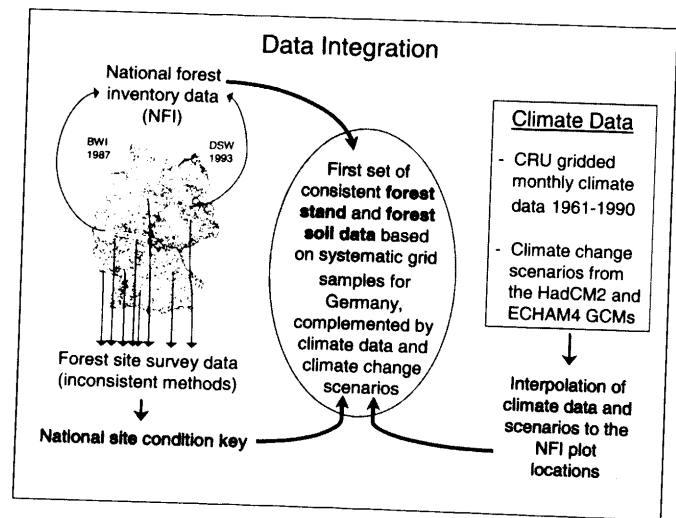 Data Integration
National forest
inventory data
(NFI)
BWI
1987
DSW
1993
Forest site survey data
(inconsistent methods)
National site condition key
First set of
consistent forest
stand and forest
soil data based
on systematic grid
samples for
Germany,
complemented by
climate data and
climate change
scenarios
Climate Data
- CRU gridded
monthly climate
data 1961-1990
- Climate change
scenarios from
the HadCM2 and
ECHAM4 GCMs
Interpolation of
climate data and
scenarios to the
NFI plot
locations